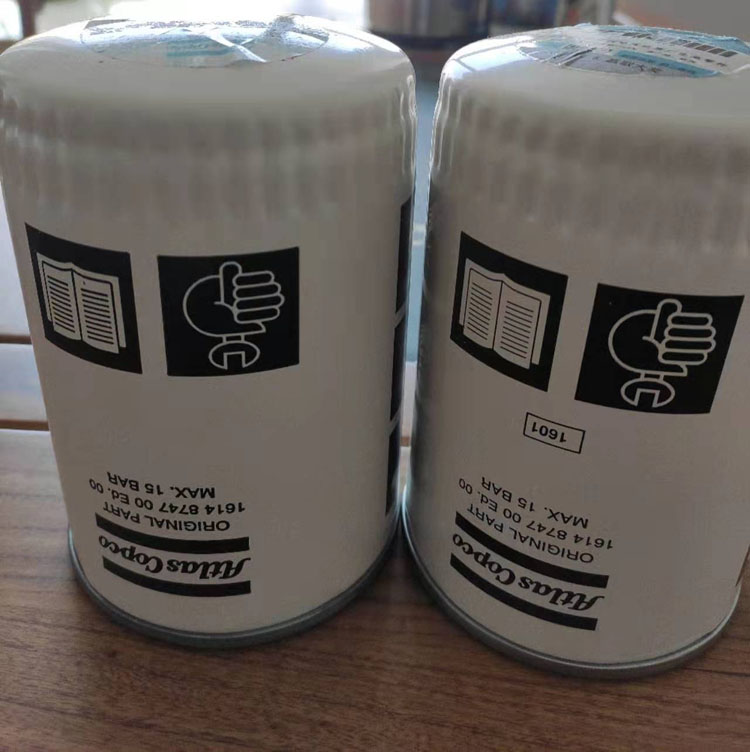 Atlas Copco
ORIGINAL PART
1614 8747 00 Ed. 00
MAX. 15 BAR
Atlas Copco
ORIGINAL PART
1614 8747 00 Ed. 00
MAX. 15 BAR
1601